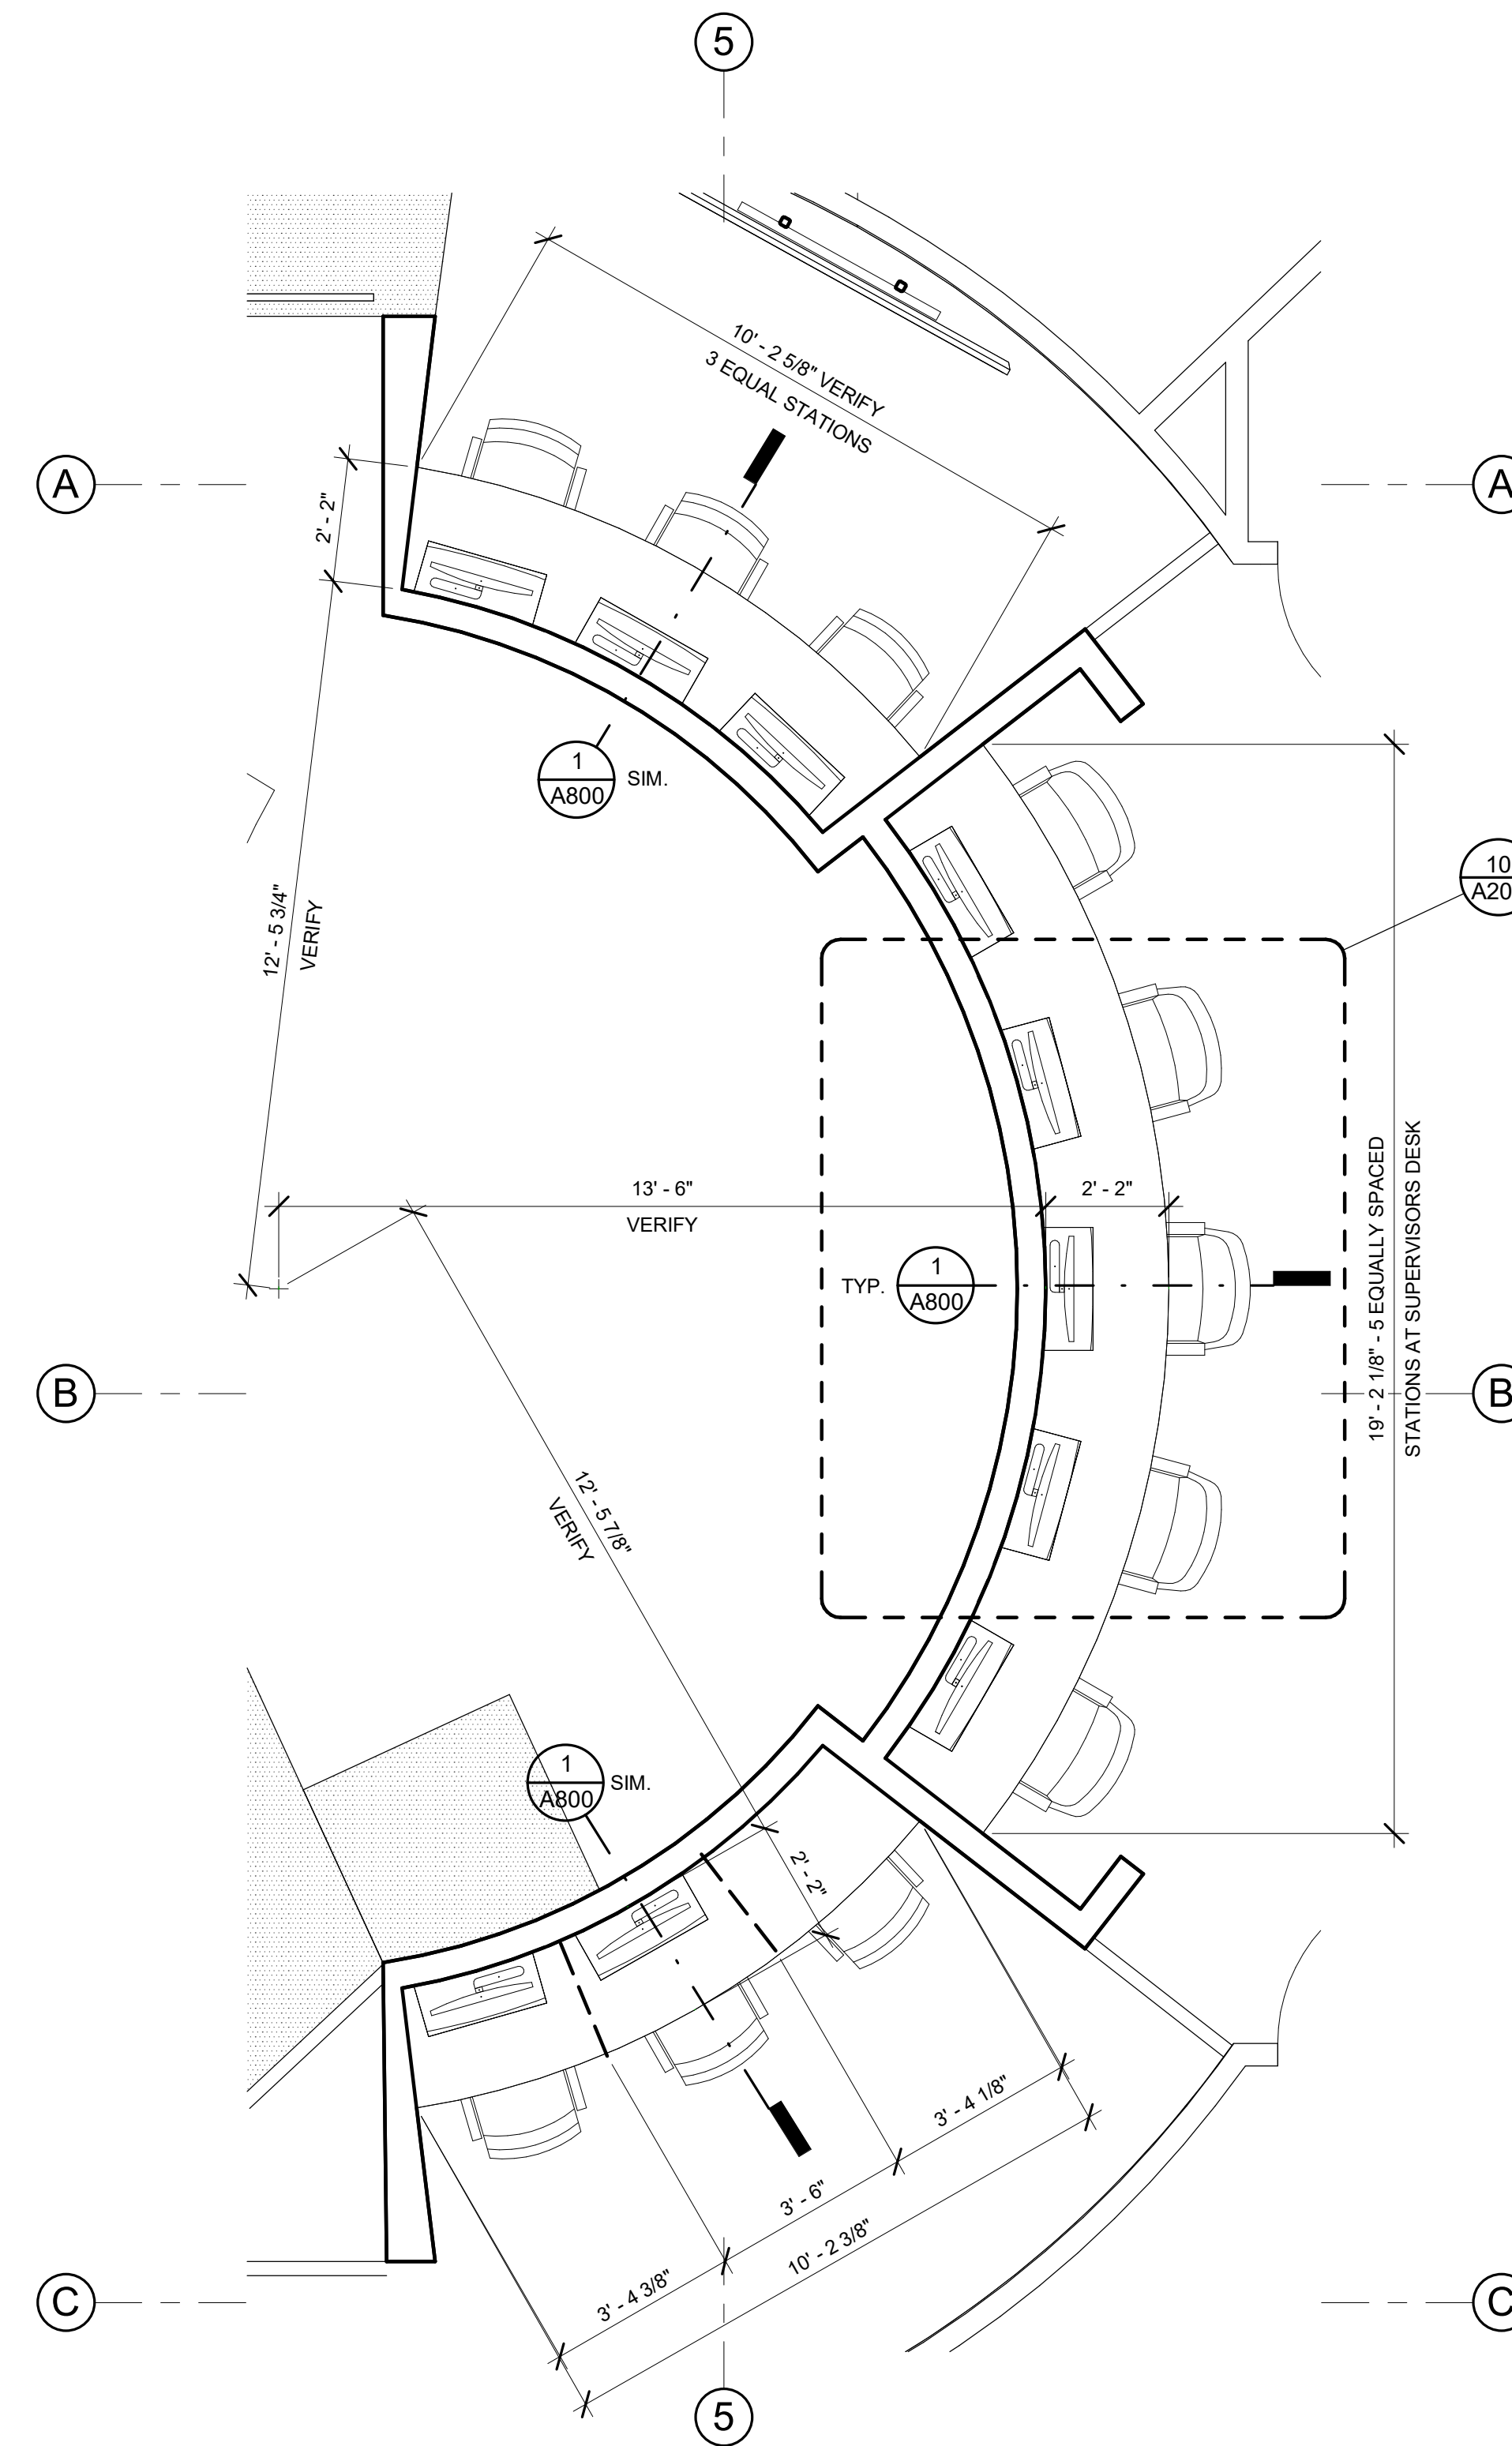 5
10' - 2 5/8" VERIFY
3 EQUAL STATIONS
A
A
2' - 2"
1
A800
SIM.
12' - 5 3/4"
VERIFY
10
A20
13' - 6"
VERIFY
2' - 2"
TYP.
1
A800
19' - 2 1/8" - 5 EQUALLY SPACED
STATIONS AT SUPERVISORS DESK
B
B
12' - 5 7/8"
VERIFY
1
A800
SIM.
2' - 2"
3' - 4 1/8"
3' - 6"
10' - 2 3/8"
3' - 4 3/8"
C
C
5